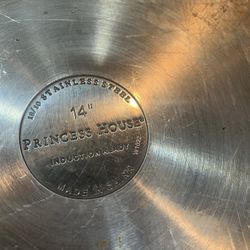 18/10 STAINLESS STEEL
14"
PRINCESS HOUSE®
INDUCTION READY
MADE IN